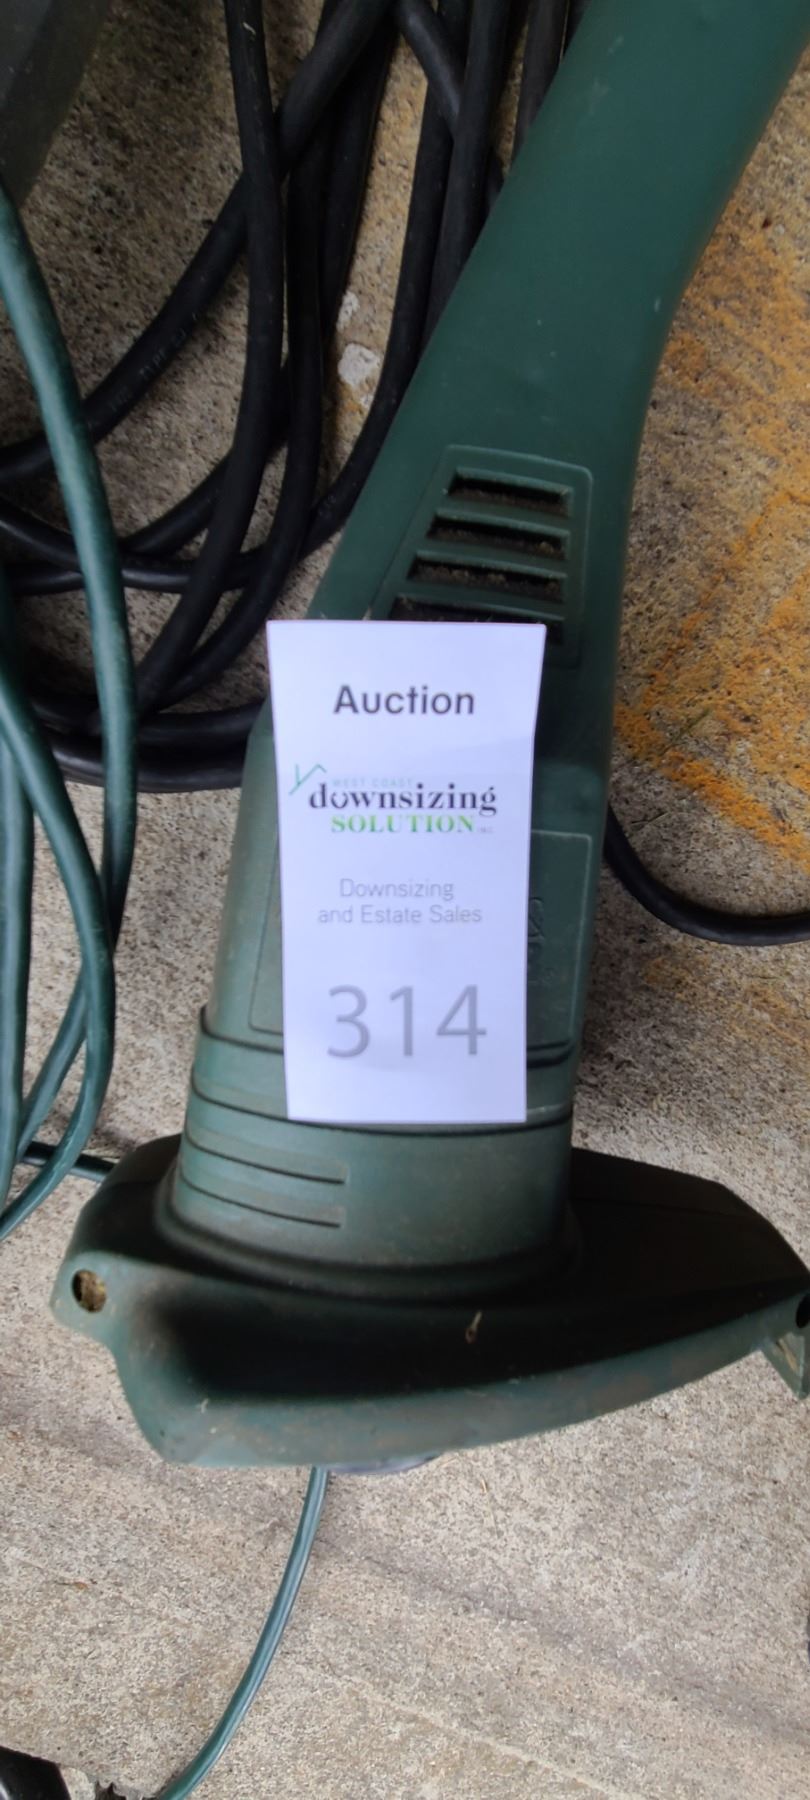 Auction
WEST COAST
downsizing
SOLUTION INC
Downsizing
and Estate Sales
314